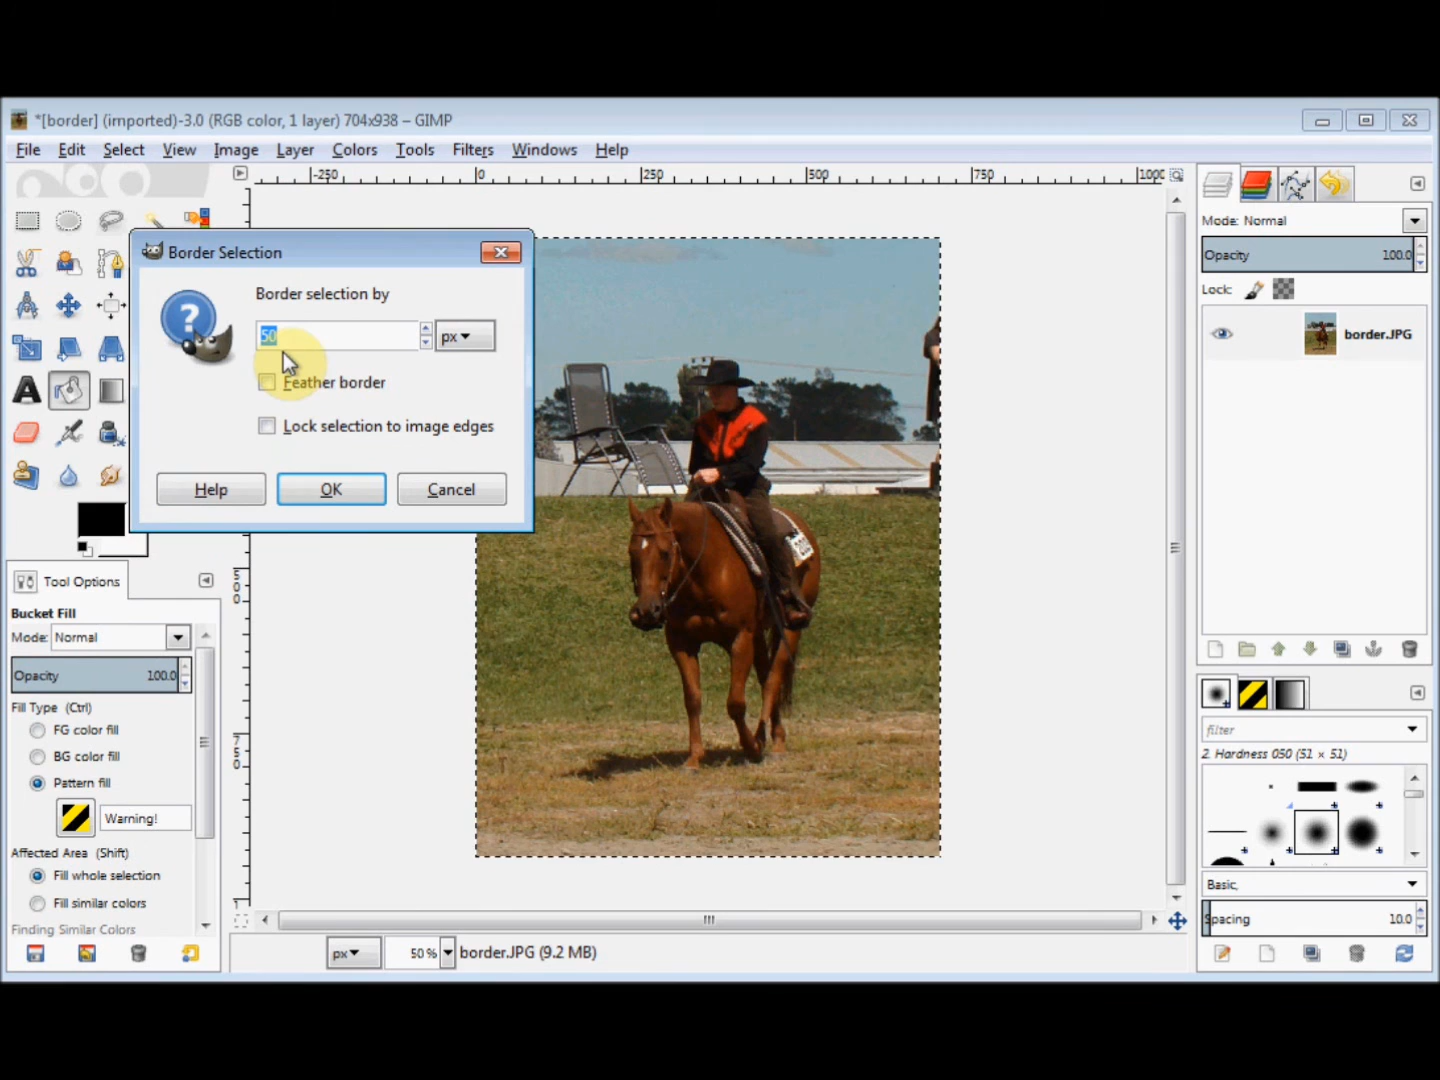 *[border] (imported)-3.0 (RGB color, 1 layer) 704x938 – GIMP
File Edit Select View Image Layer Colors Tools Filters Windows Help
-250 0 250 500 750 1000
Mode: Normal
Border Selection
Opacity 100.0
Border selection by
Lock:
50 px
border.JPG
Feather border
Lock selection to image edges
Help OK Cancel
500
Tool Options
Bucket Fill
Mode: Normal
Opacity 100.0
Fill Type (Ctrl)
FG color fill
filter
750
BG color fill
2. Hardness 050 (51 × 51)
Pattern fill
Warning!
Affected Area (Shift)
Fill whole selection
Basic,
Fill similar colors
Spacing 10.0
Finding Similar Colors
px 50 % border.JPG (9.2 MB)